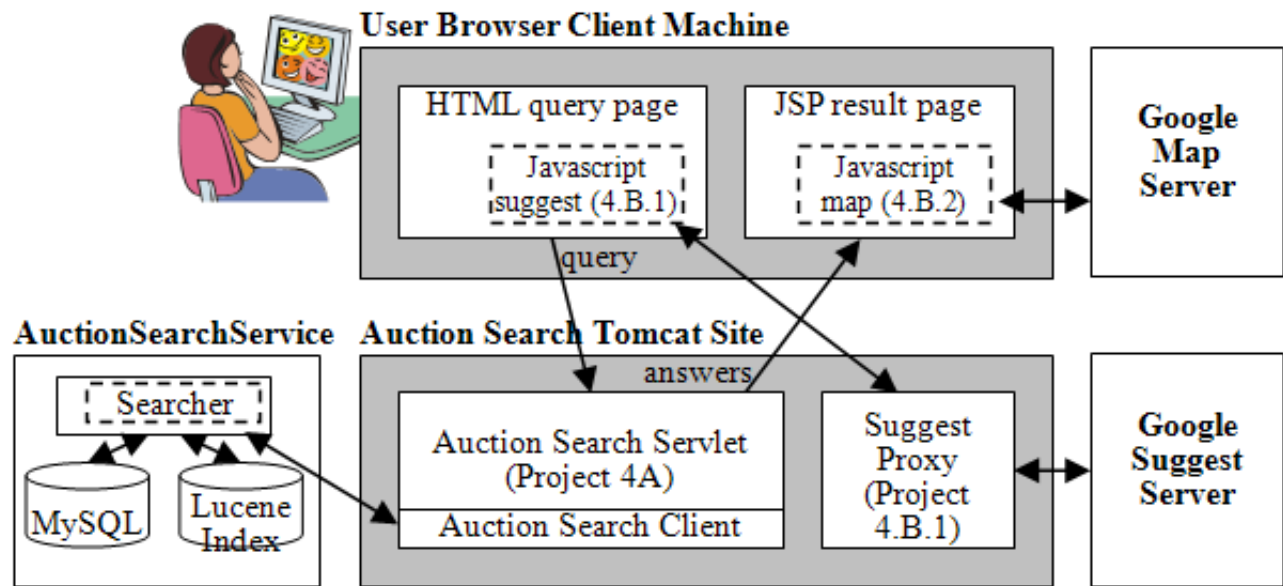 User Browser Client Machine
HTML query page
Javascript
suggest (4.B.1)
JSP result page
Javascript
map (4.B.2)
Google
Map
Server
query
AuctionSearchService
Searcher
MySQL
Lucene
Index
Auction Search Tomcat Site
answers
Auction Search Servlet
(Project 4A)
Auction Search Client
Suggest
Proxy
(Project
4.B.1)
Google
Suggest
Server